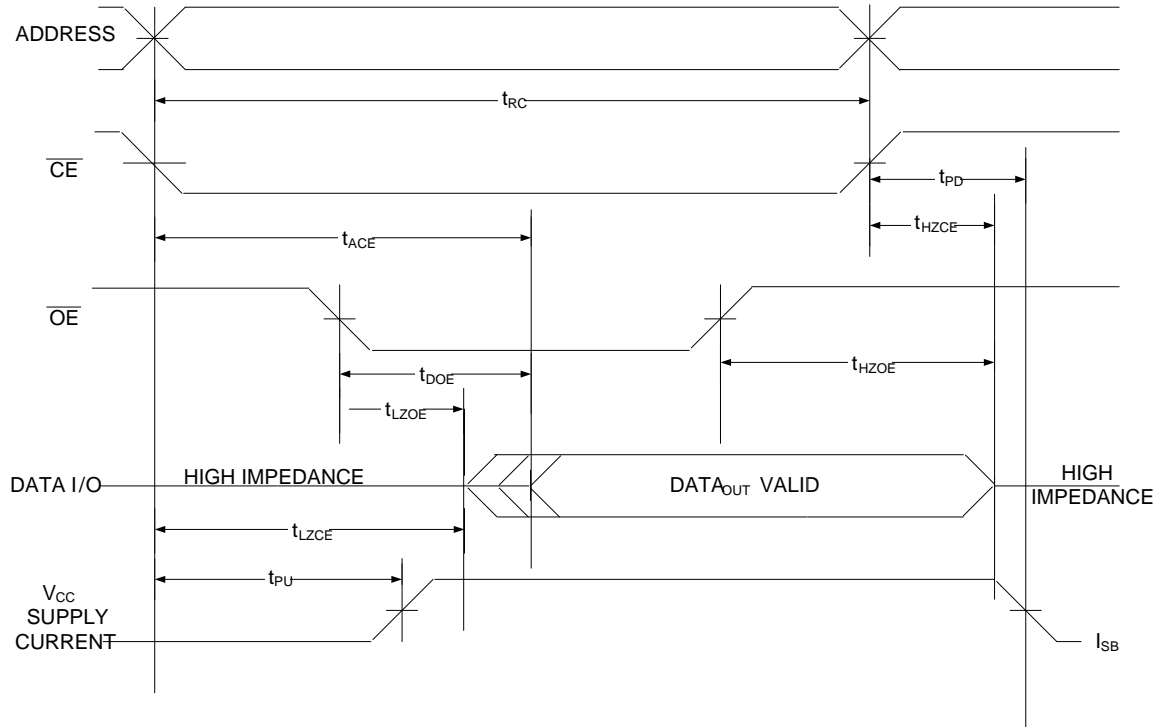 ADDRESS
tRC
CE
tPD
tHZCE
tACE
OE
tDOE
tHZOE
tLZOE
DATA I/O
HIGH IMPEDANCE
DATAOUT VALID
HIGH
IMPEDANCE
tLZCE
tPU
VCC
SUPPLY
CURRENT
ISB